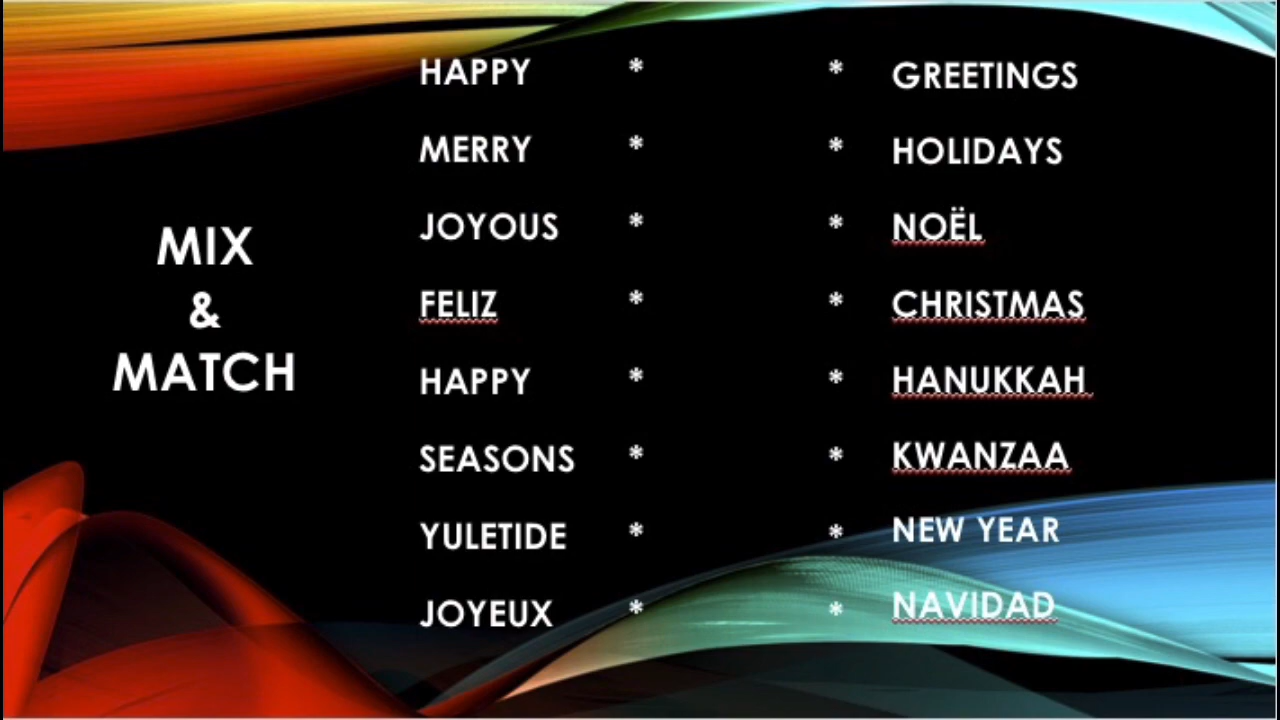 MIX
&
MATCH
HAPPY * * GREETINGS
MERRY * * HOLIDAYS
JOYOUS * * NOËL
FELIZ * * CHRISTMAS
HAPPY * * HANUKKAH
SEASONS * * KWANZAA
YULETIDE * * NEW YEAR
JOYEUX * * NAVIDAD